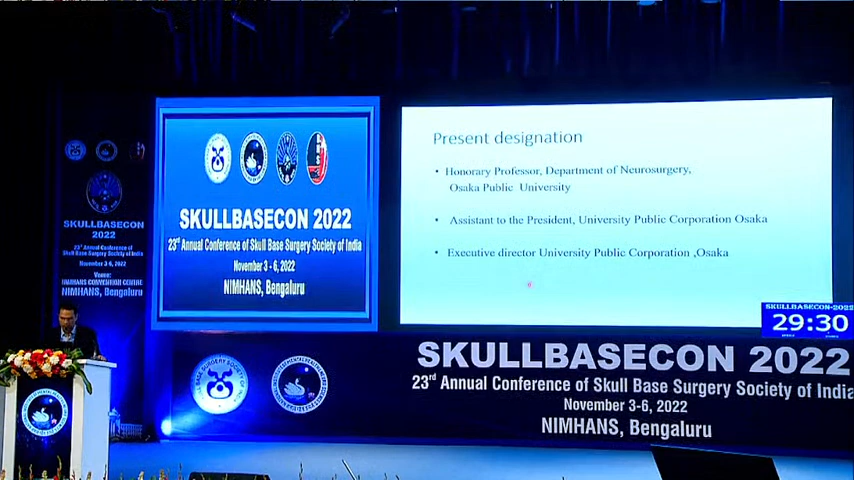 SKULLBASECON
2022
23rd Annual Conference of
Skull Base Surgery Society of India
November 3-6, 2022
Venue:
NIMHANS CONVENTION CENTRE
NIMHANS, Bengaluru
SKULLBASECON 2022
23rd Annual Conference of Skull Base Surgery Society of India
November 3 - 6, 2022
NIMHANS, Bengaluru
Present designation
• Honorary Professor, Department of Neurosurgery,
Osaka Public University
• Assistant to the President, University Public Corporation Osaka
• Executive director University Public Corporation ,Osaka
SKULLBASECON-2022
29:30
SKULLBASECON 2022
23rd Annual Conference of Skull Base Surgery Society of India
November 3-6, 2022
NIMHANS, Bengaluru